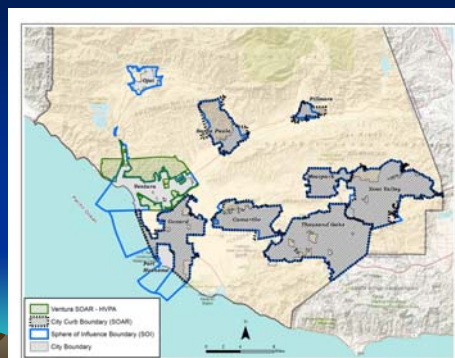 Ojai
Fillmore
Santa Paula
Ventura
Moorpark
Simi Valley
Oxnard
Camarillo
Thousand Oaks
Port
Hueneme
Pacific Ocean
Ventura SOAR - HVPA
City Curb Boundary (SOAR)
Sphere of Influence Boundary (SOI)
City Boundary
N
Miles